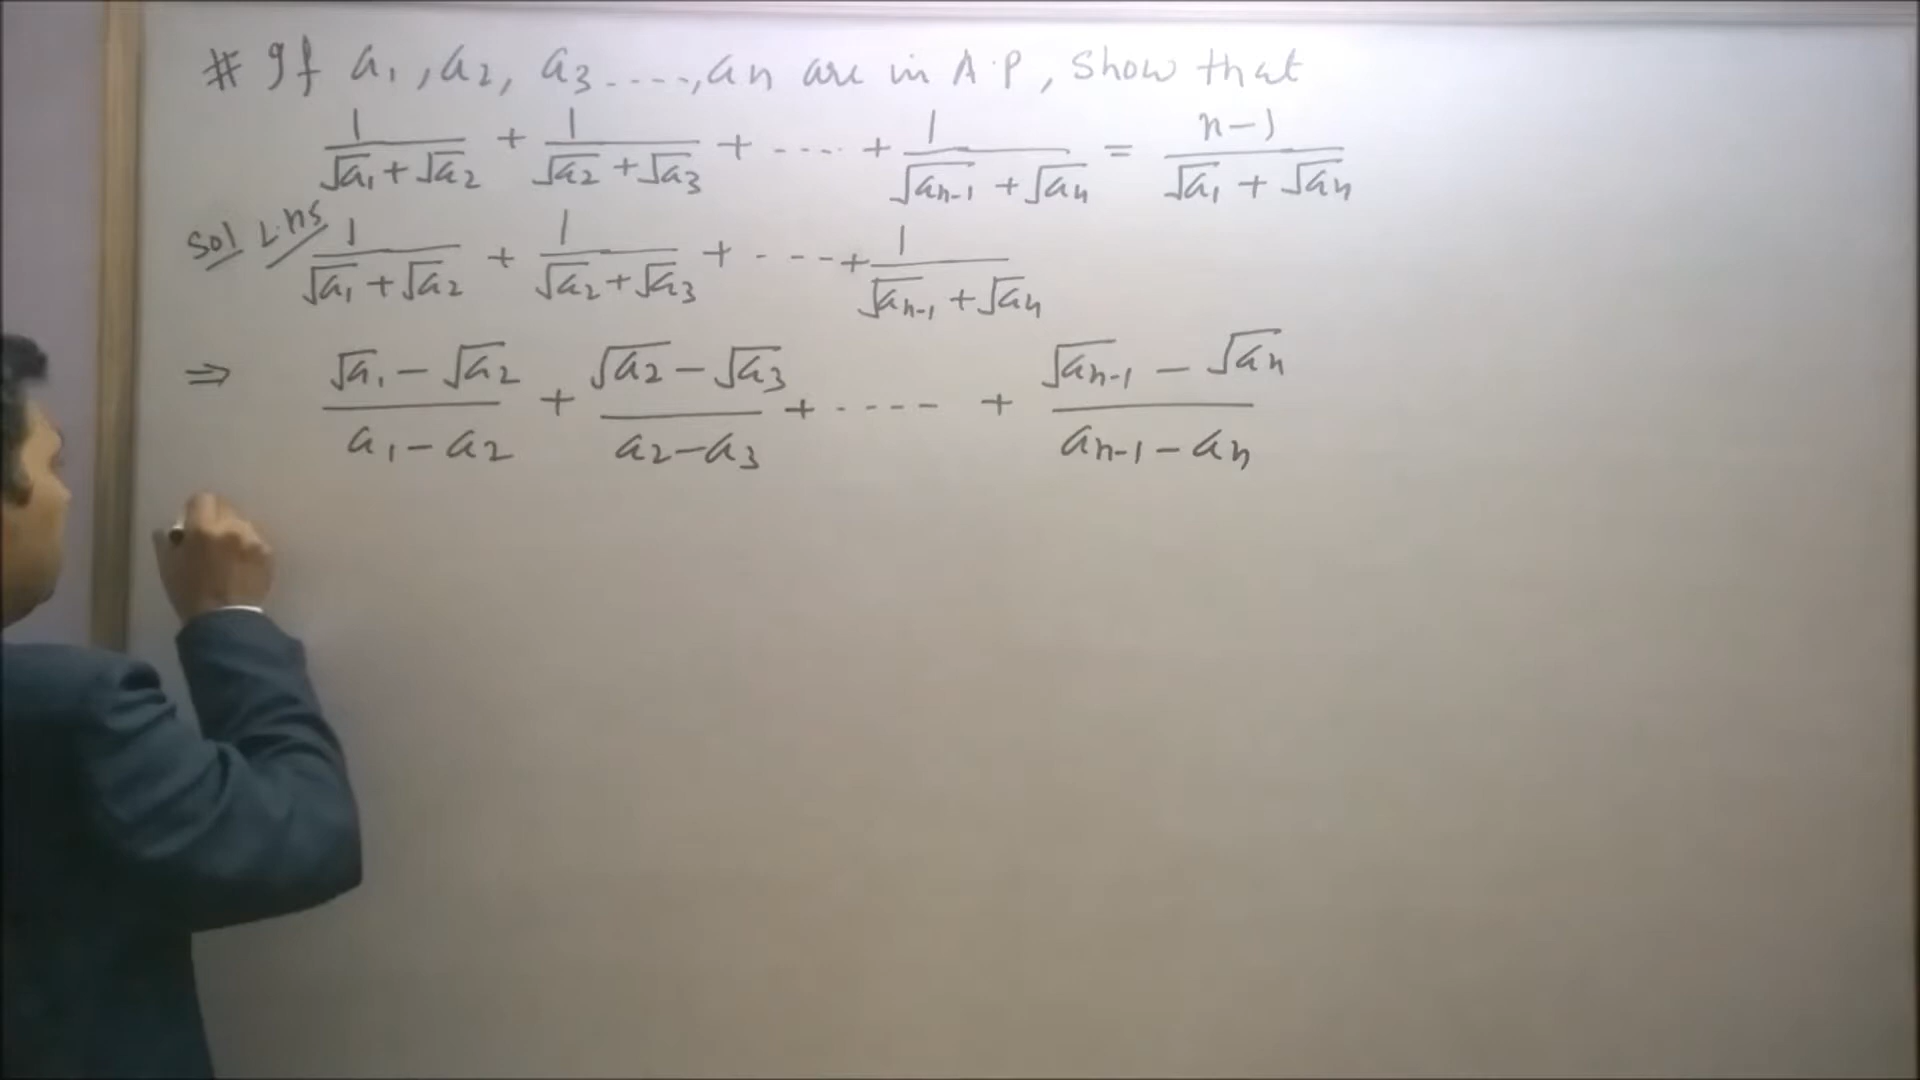 # If a₁, a₂, a₃ ...., aₙ are in A.P, Show that
1/(√a₁ + √a₂) + 1/(√a₂ + √a₃) + .... + 1/(√aₙ₋₁ + √aₙ) = (n-1)/(√a₁ + √aₙ)
Sol L.HS 1/(√a₁ + √a₂) + 1/(√a₂ + √a₃) + .... + 1/(√aₙ₋₁ + √aₙ)
⇒ (√a₁ - √a₂)/(a₁ - a₂) + (√a₂ - √a₃)/(a₂ - a₃) + .... + (√aₙ₋₁ - √aₙ)/(aₙ₋₁ - aₙ)